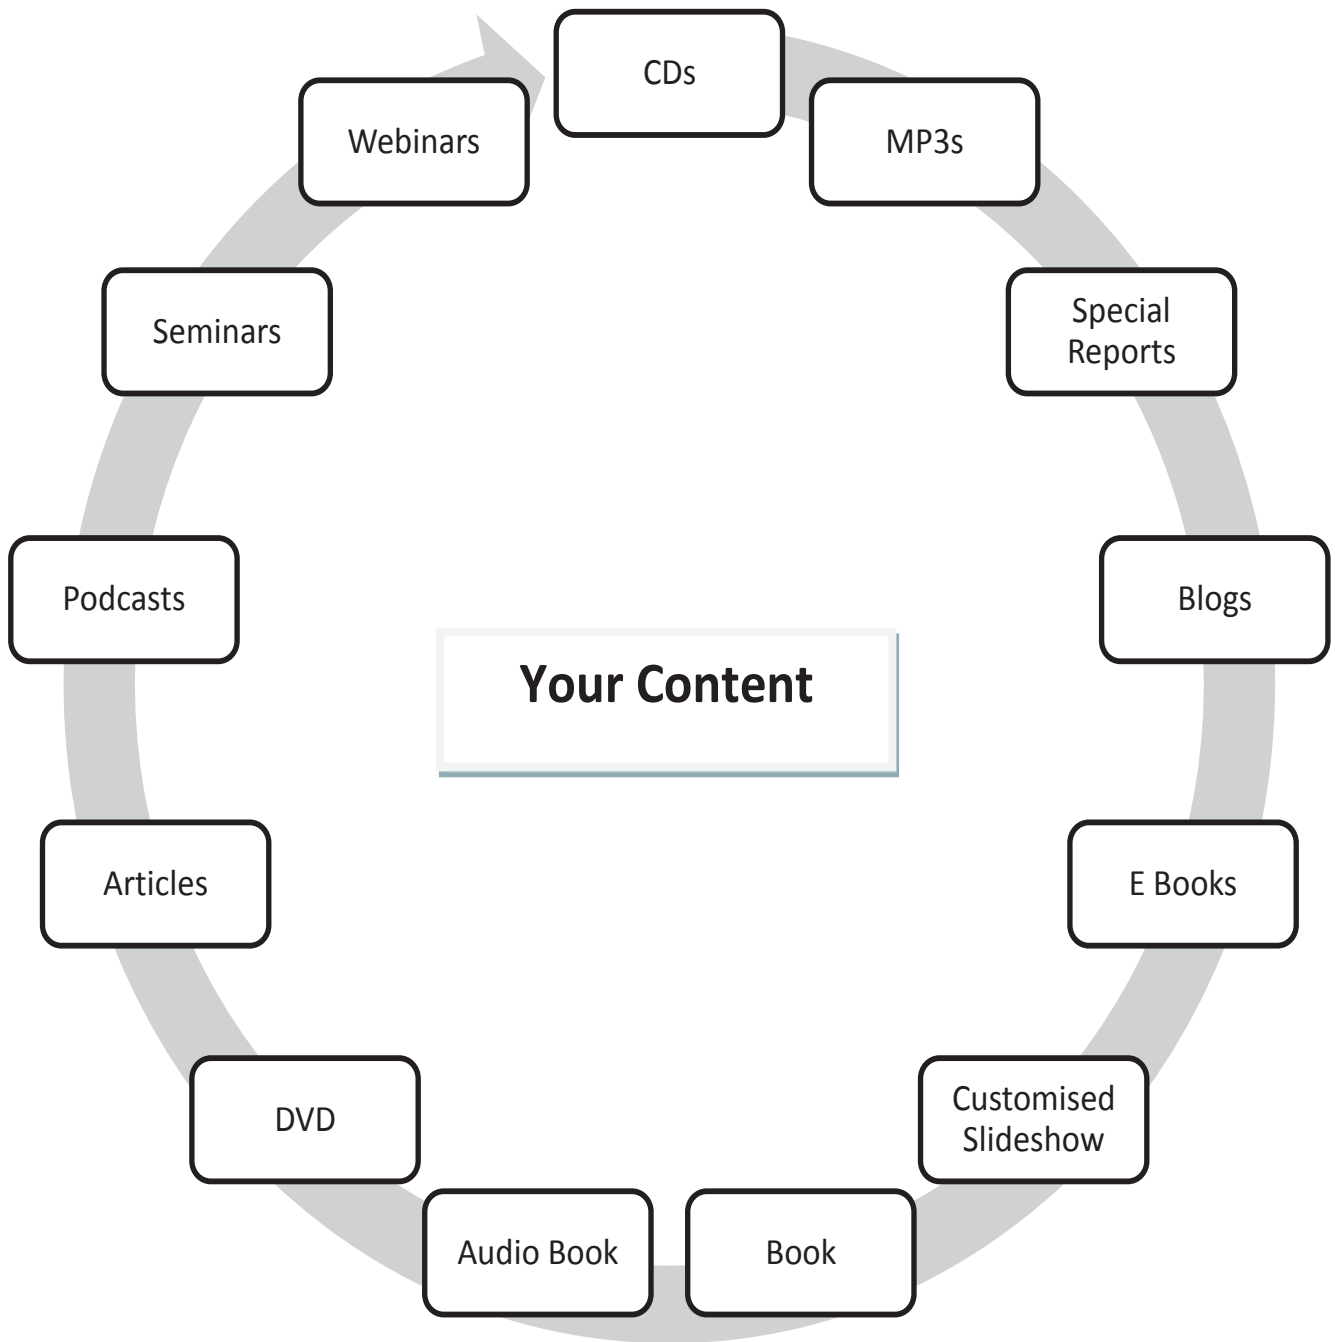 CDs
MP3s
Special
Reports
Blogs
E Books
Customised
Slideshow
Book
Audio Book
DVD
Articles
Podcasts
Seminars
Webinars
Your Content